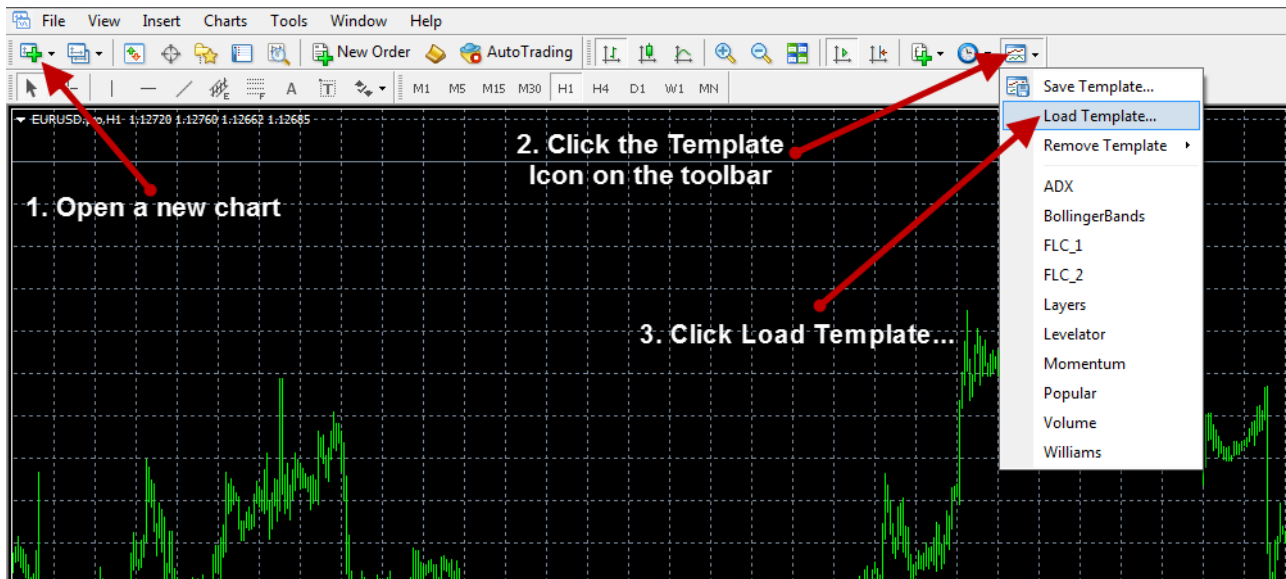 File View Insert Charts Tools Window Help
New Order AutoTrading
E F A T M1 M5 M15 M30 H1 H4 D1 W1 MN
Save Template...
Load Template...
Remove Template
EURUSD.pro,H1 1.12720 1.12760 1.12662 1.12685
2. Click the Template
Icon on the toolbar
1. Open a new chart
3. Click Load Template...
ADX
BollingerBands
FLC_1
FLC_2
Layers
Levelator
Momentum
Popular
Volume
Williams